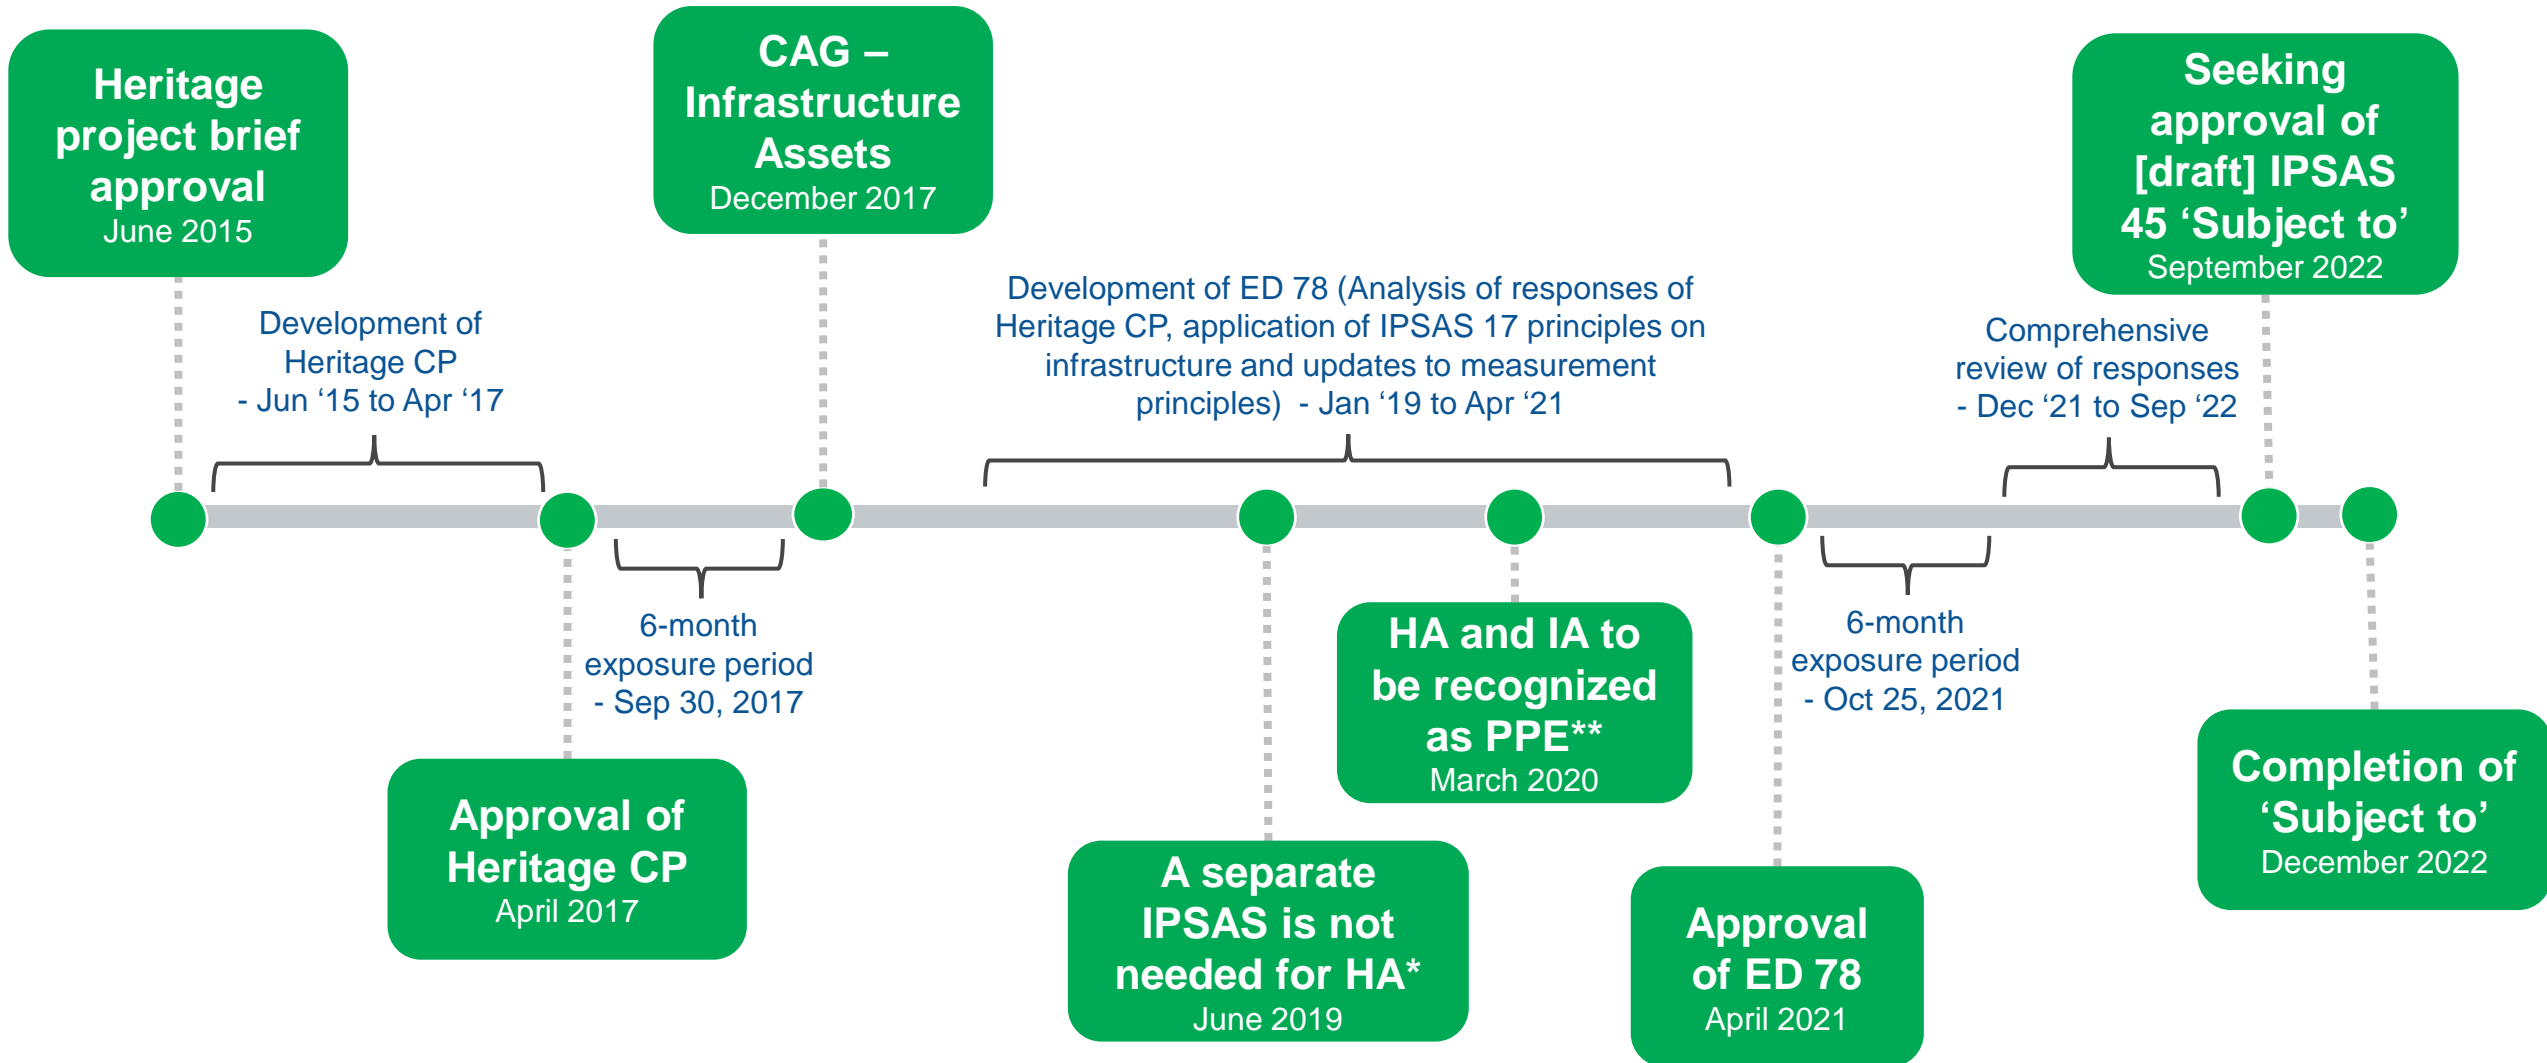 Heritage
project brief
approval
June 2015
CAG –
Infrastructure
Assets
December 2017
Seeking
approval of
[draft] IPSAS
45 ‘Subject to’
September 2022
Development of
Heritage CP
- Jun ‘15 to Apr ‘17
Development of ED 78 (Analysis of responses of
Heritage CP, application of IPSAS 17 principles on
infrastructure and updates to measurement
principles)  - Jan ‘19 to Apr ‘21
Comprehensive
review of responses
- Dec ‘21 to Sep ‘22
6-month
exposure period
- Sep 30, 2017
6-month
exposure period
- Oct 25, 2021
Approval of
Heritage CP
April 2017
A separate
IPSAS is not
needed for HA*
June 2019
HA and IA to
be recognized
as PPE**
March 2020
Approval
of ED 78
April 2021
Completion of
‘Subject to’
December 2022